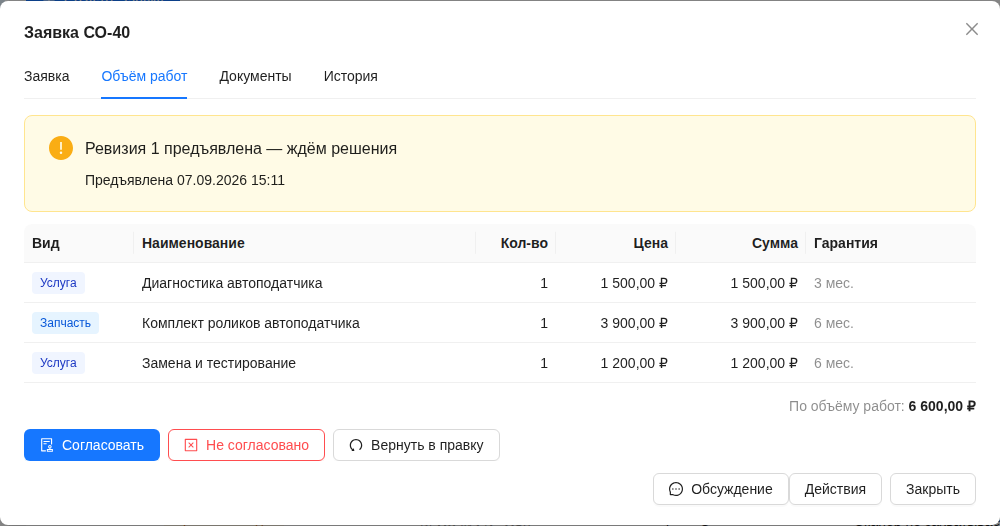 Заявка СО-40
Заявка Объём работ Документы История
Ревизия 1 предъявлена — ждём решения
Предъявлена 07.09.2026 15:11
Вид Наименование Кол-во Цена Сумма Гарантия
Услуга Диагностика автоподатчика 1 1 500,00 ₽ 1 500,00 ₽ 3 мес.
Запчасть Комплект роликов автоподатчика 1 3 900,00 ₽ 3 900,00 ₽ 6 мес.
Услуга Замена и тестирование 1 1 200,00 ₽ 1 200,00 ₽ 6 мес.
По объёму работ: 6 600,00 ₽
Согласовать Не согласовано Вернуть в правку
Обсуждение Действия Закрыть